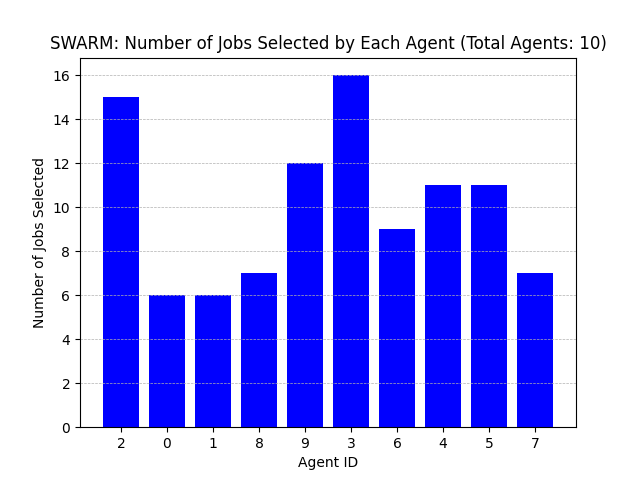 SWARM: Number of Jobs Selected by Each Agent (Total Agents: 10)
Number of Jobs Selected
16
14
12
10
8
6
4
2
0
2 0 1 8 9 3 6 4 5 7
Agent ID